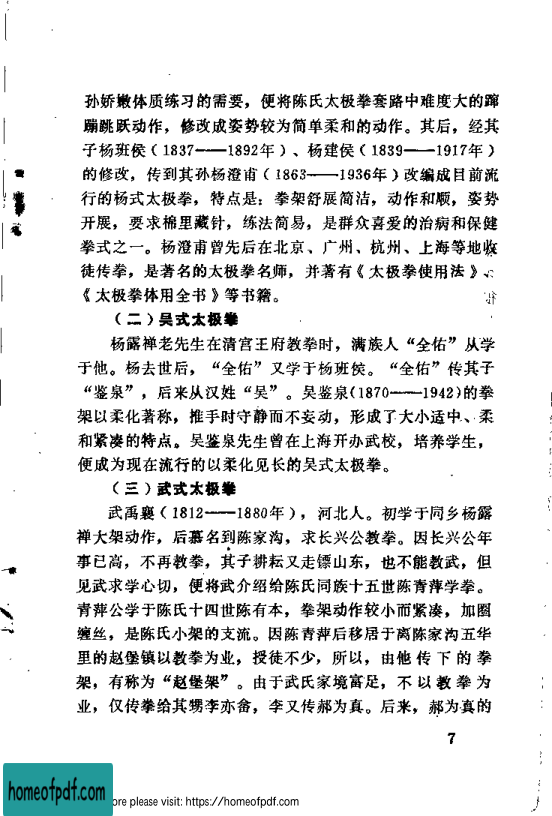 孙娇嫩体质练习的需要，便将陈氏太极拳套路中难度大的蹿
蹦跳跃动作，修改成姿势较为简单柔和的动作。其后，经其
子杨班侯（1837——1892年）、杨建侯（1839——1917年）
的修改，传到其孙杨澄甫（1863——1936年）改编成目前流
行的杨式太极拳，特点是：拳架舒展简洁，动作和顺，姿势
开展，要求棉里藏针，练法简易，是群众喜爱的治病和保健
拳式之一。杨澄甫曾先后在北京、广州、杭州、上海等地收
徒传拳，是著名的太极拳名师，并著有《太极拳使用法》、
《太极拳体用全书》等书籍。
（二）吴式太极拳
杨露禅老先生在清宫王府教拳时，满族人“全佑”从学
于他。杨去世后，“全佑”又学于杨班侯。“全佑”传其子
“鉴泉”，后来从汉姓“吴”。吴鉴泉(1870——1942)的拳
架以柔化著称，推手时守静而不妄动，形成了大小适中、柔
和紧凑的特点。吴鉴泉先生曾在上海开办武校，培养学生，
便成为现在流行的以柔化见长的吴式太极拳。
（三）武式太极拳
武禹襄（1812——1880年），河北人。初学于同乡杨露
禅大架动作，后慕名到陈家沟，求长兴公教拳。因长兴公年
事已高，不再教拳，其子耕耘又走镖山东，也不能教武，但
见武求学心切，便将武介绍给陈氏同族十五世陈青萍学拳。
青萍公学于陈氏十四世陈有本，拳架动作较小而紧凑，加圈
缠丝，是陈氏小架的支流。因陈青萍后移居于离陈家沟五华
里的赵堡镇以教拳为业，授徒不少，所以，由他传下的拳
架，有称为“赵堡架”。由于武氏家境富足，不以教拳为
业，仅传拳给其甥李亦畲，李又传郝为真。后来，郝为真的
7
homeofpdf.com
ore please visit: https://homeofpdf.com